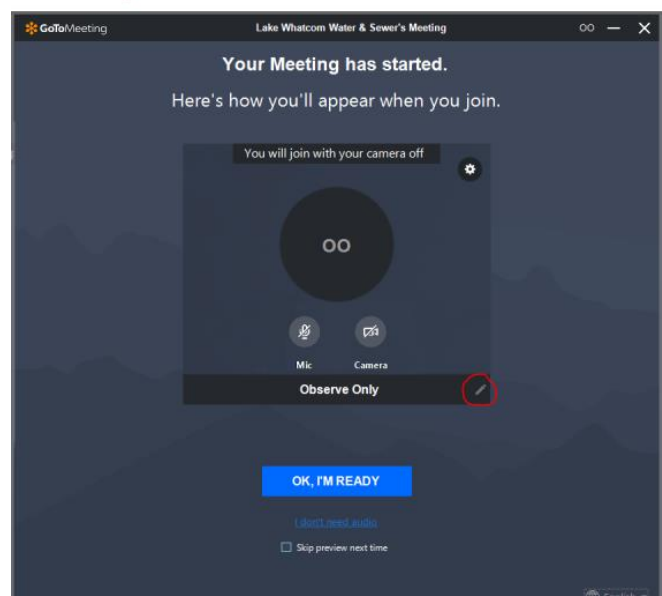 GoToMeeting
Lake Whatcom Water & Sewer's Meeting
OO
Your Meeting has started.
Here's how you'll appear when you join.
You will join with your camera off
OO
Mic
Camera
Observe Only
OK, I'M READY
I don't need audio
Skip preview next time
English